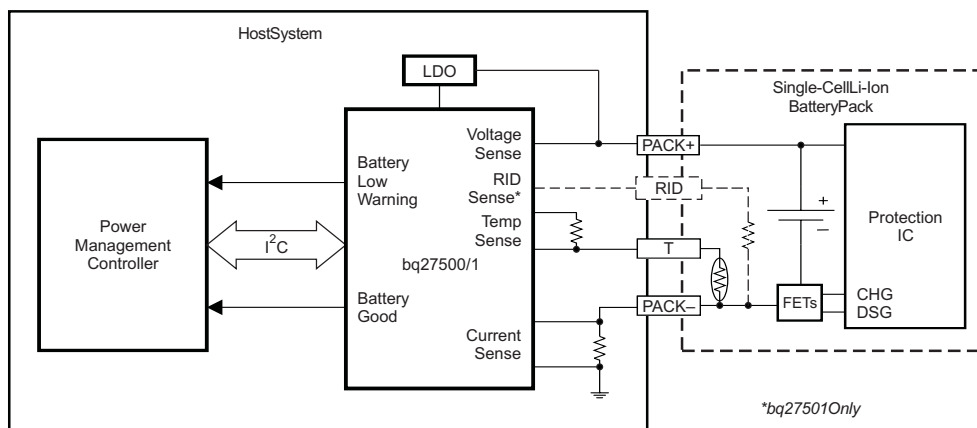 HostSystem
LDO
Single-CellLi-Ion
BatteryPack
Voltage
Sense
PACK+
Battery
Low
Warning
RID
Sense*
RID
Power
Management
Controller
I²C
Temp
Sense
T
Protection
IC
+
–
bq27500/1
Battery
Good
PACK–
FETs
CHG
DSG
Current
Sense
*bq27501Only